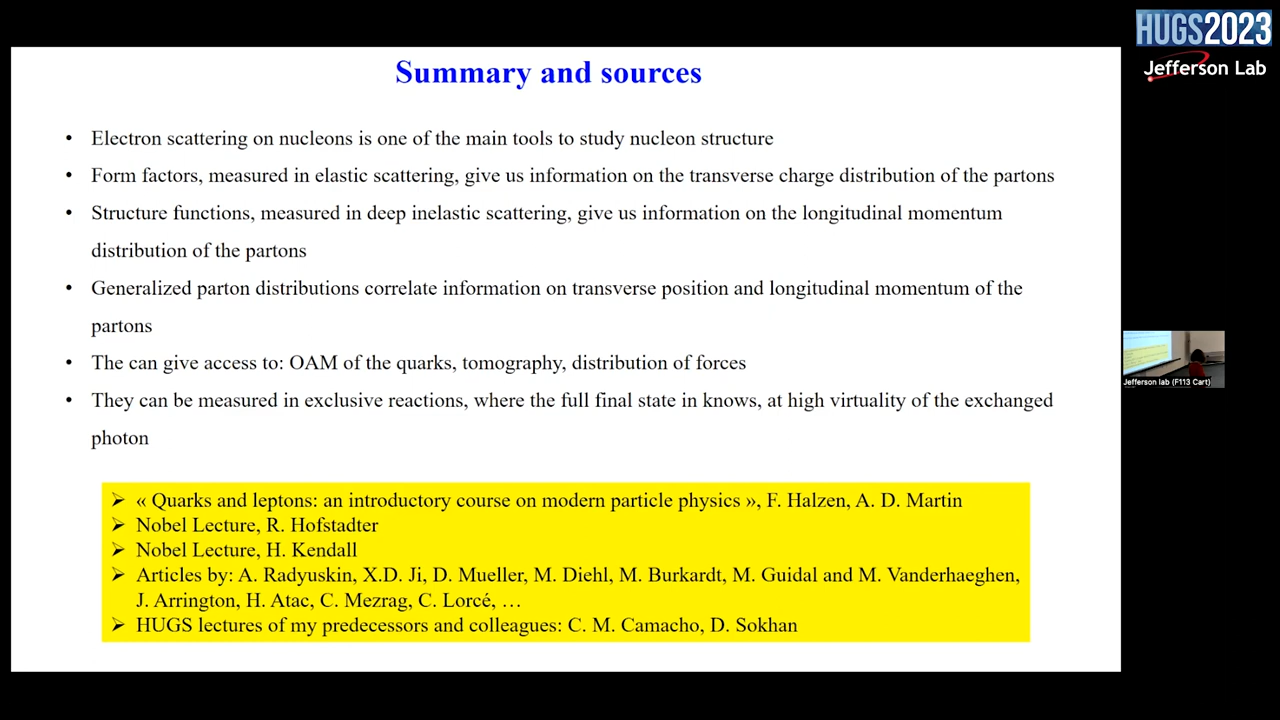 HUGS2023
Jefferson Lab
Summary and sources
• Electron scattering on nucleons is one of the main tools to study nucleon structure
• Form factors, measured in elastic scattering, give us information on the transverse charge distribution of the partons
• Structure functions, measured in deep inelastic scattering, give us information on the longitudinal momentum
distribution of the partons
• Generalized parton distributions correlate information on transverse position and longitudinal momentum of the
partons
• The can give access to: OAM of the quarks, tomography, distribution of forces
• They can be measured in exclusive reactions, where the full final state in knows, at high virtuality of the exchanged
photon
➢ « Quarks and leptons: an introductory course on modern particle physics », F. Halzen, A. D. Martin
➢ Nobel Lecture, R. Hofstadter
➢ Nobel Lecture, H. Kendall
➢ Articles by: A. Radyuskin, X.D. Ji, D. Mueller, M. Diehl, M. Burkardt, M. Guidal and M. Vanderhaeghen,
J. Arrington, H. Atac, C. Mezrag, C. Lorcé, …
➢ HUGS lectures of my predecessors and colleagues: C. M. Camacho, D. Sokhan
Jefferson lab (F113 Cart)